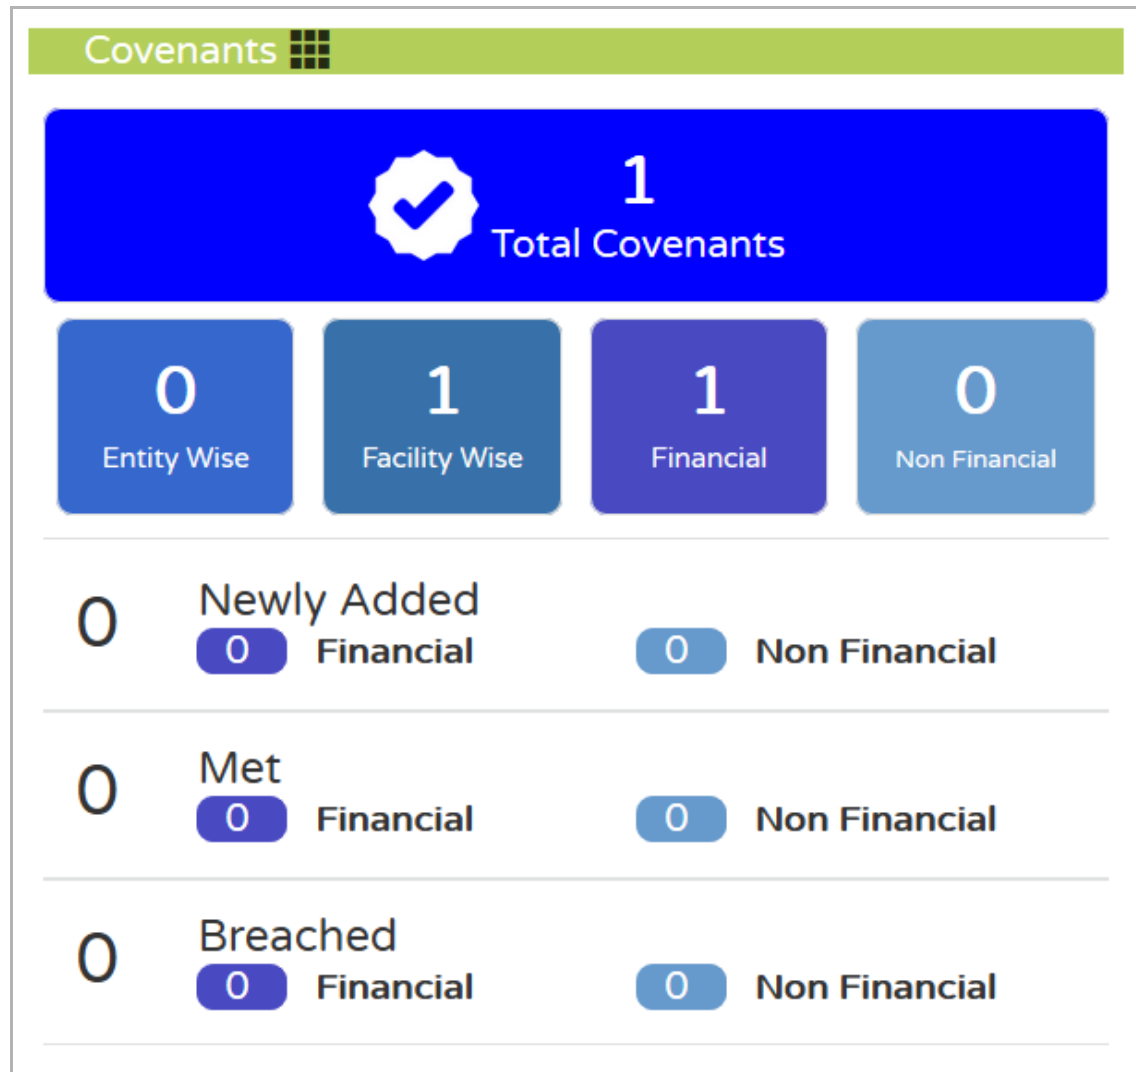 Covenants
1
Total Covenants
0
Entity Wise
1
Facility Wise
1
Financial
0
Non Financial
0
Newly Added
0 Financial 0 Non Financial
0
Met
0 Financial 0 Non Financial
0
Breached
0 Financial 0 Non Financial